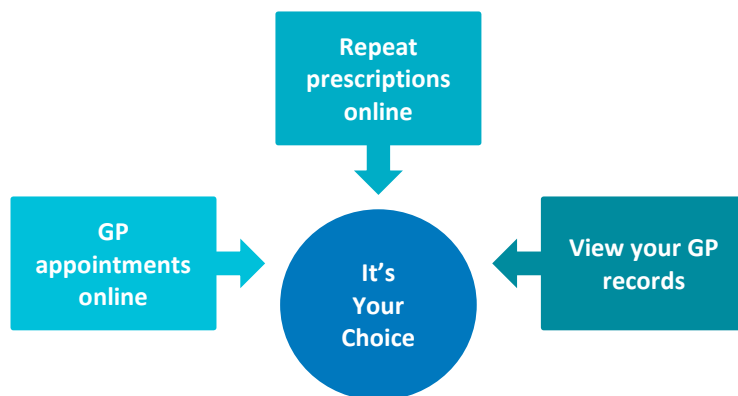 Repeat
prescriptions
online
GP
appointments
online
It’s
Your
Choice
View your GP
records